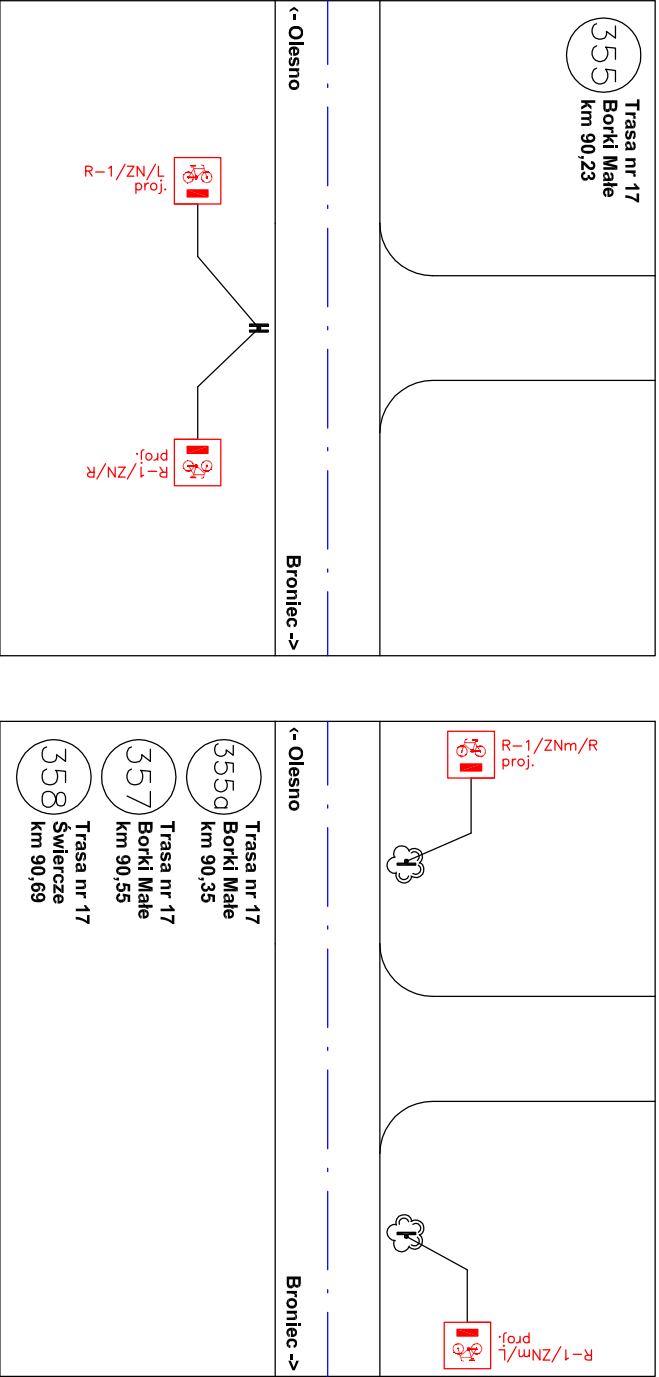 355
Trasa nr 17
Borki Małe
km 90,23
<- Olesno
Broniec ->
R-1/ZN/L
proj.
R-1/ZN/R
proj.
R-1/ZNm/R
proj.
R-1/ZNm/L
proj.
<- Olesno
Broniec ->
355a
Trasa nr 17
Borki Małe
km 90,35
357
Trasa nr 17
Borki Małe
km 90,55
358
Trasa nr 17
Świercze
km 90,69